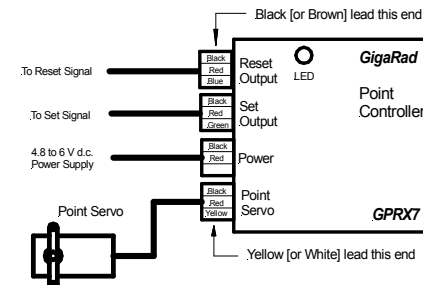 Black [or Brown] lead this end
To Reset Signal
Black
Red
Blue
Reset
Output
LED
GigaRad
To Set Signal
Black
Red
Green
Set
Output
Point
Controller
4.8 to 6 V d.c.
Power Supply
Black
Red
Power
Point Servo
Black
Red
Yellow
Point
Servo
GPRX7
Yellow [or White] lead this end